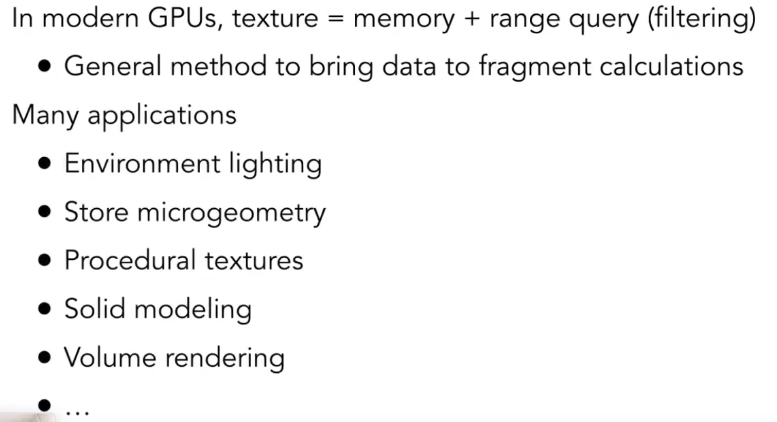 In modern GPUs, texture = memory + range query (filtering)
• General method to bring data to fragment calculations
Many applications
• Environment lighting
• Store microgeometry
• Procedural textures
• Solid modeling
• Volume rendering
• …